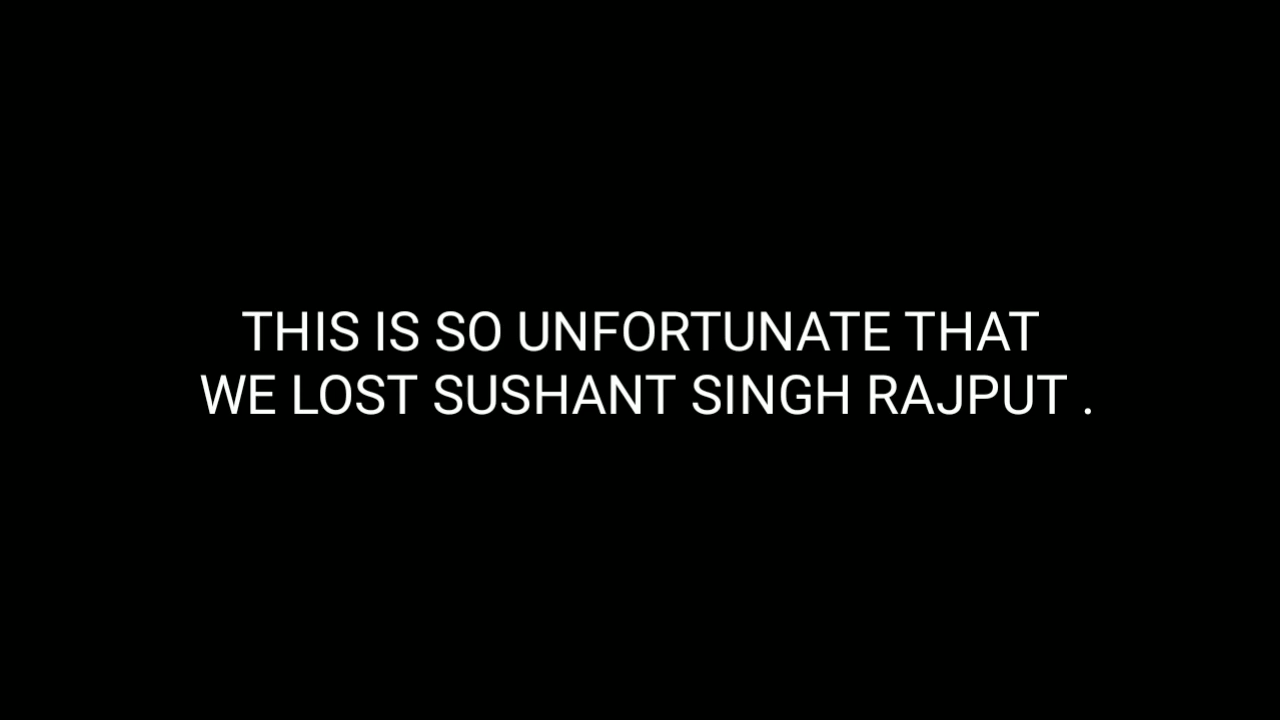 THIS IS SO UNFORTUNATE THAT
WE LOST SUSHANT SINGH RAJPUT .